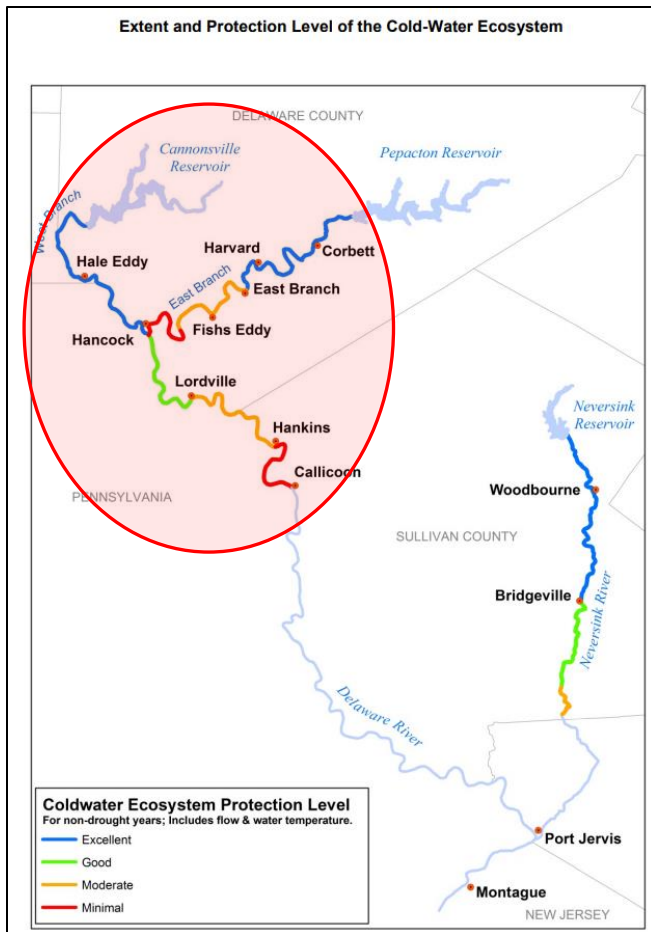 Extent and Protection Level of the Cold-Water Ecosystem
DELAWARE COUNTY
Cannonsville
Reservoir
Pepacton Reservoir
West Branch
Harvard
Corbett
Hale Eddy
East Branch
East Branch
Hancock
Fishs Eddy
Lordville
Neversink
Reservoir
Hankins
Callicoon
Woodbourne
PENNSYLVANIA
SULLIVAN COUNTY
Bridgeville
Neversink River
Delaware River
Coldwater Ecosystem Protection Level
For non-drought years; Includes flow & water temperature.
Excellent
Good
Moderate
Minimal
Port Jervis
Montague
NEW JERSEY